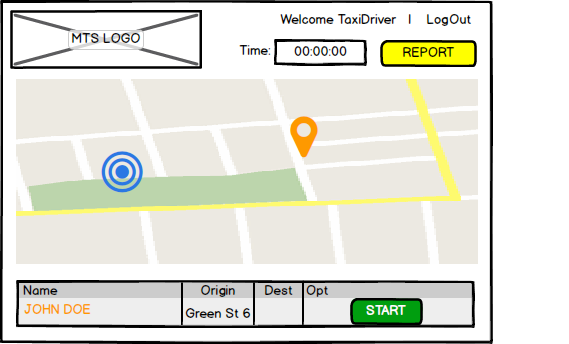 MTS LOGO
Welcome TaxiDriver | LogOut
Time: 00:00:00 REPORT
Name Origin Dest Opt
JOHN DOE Green St 6 START